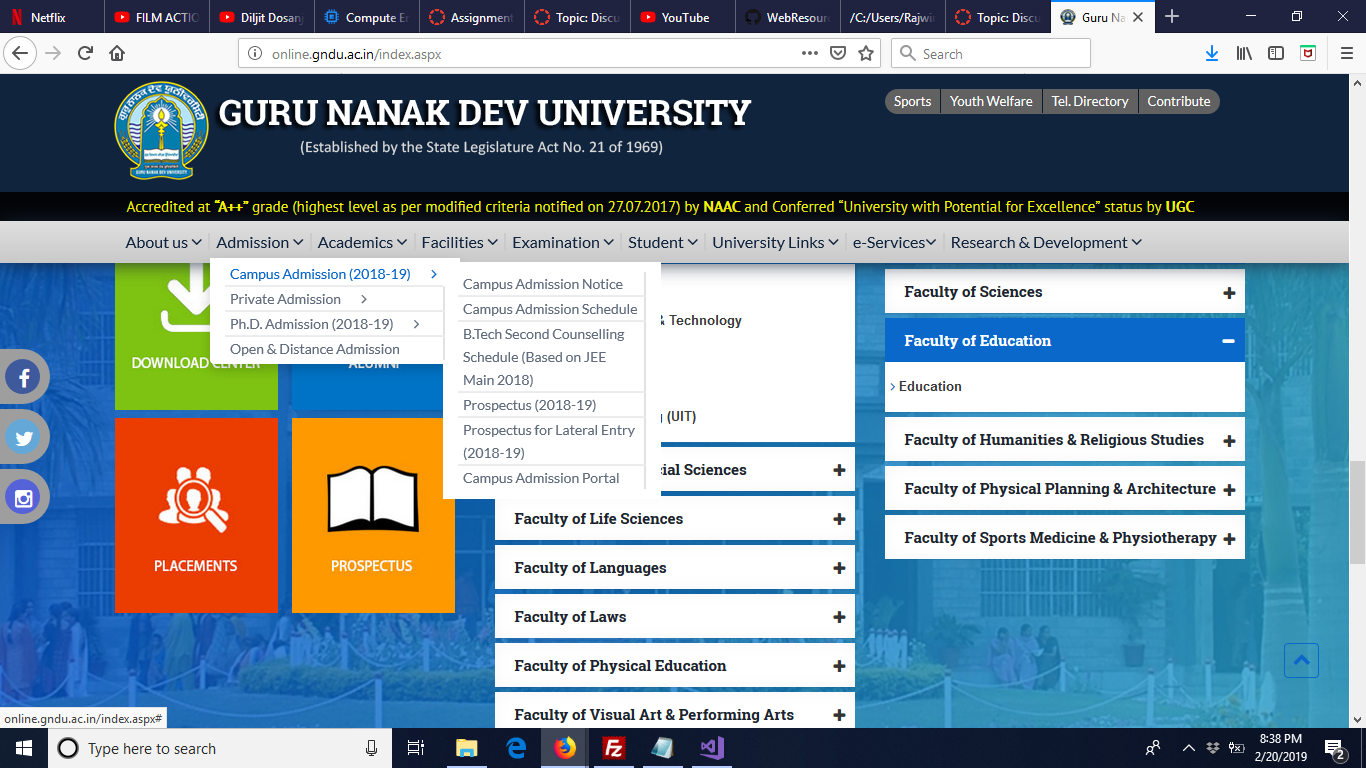 Netflix
FILM ACTIO
Diljit Dosanj
Compute En
Assignment
Topic: Discu
YouTube
WebResour
/C:/Users/Rajwi
Topic: Discu
Guru Na
online.gndu.ac.in/index.aspx
Search
GURU NANAK DEV UNIVERSITY
(Established by the State Legislature Act No. 21 of 1969)
Sports
Youth Welfare
Tel. Directory
Contribute
Accredited at “A++” grade (highest level as per modified criteria notified on 27.07.2017) by NAAC and Conferred “University with Potential for Excellence” status by UGC
About us
Admission
Academics
Facilities
Examination
Student
University Links
e-Services
Research & Development
Campus Admission (2018-19)
Private Admission
Ph.D. Admission (2018-19)
Open & Distance Admission
Campus Admission Notice
Campus Admission Schedule
B.Tech Second Counselling
Schedule (Based on JEE
Main 2018)
Prospectus (2018-19)
Prospectus for Lateral Entry
(2018-19)
Campus Admission Portal
DOWNLOAD CENTER
ALUMNI
PLACEMENTS
PROSPECTUS
& Technology
(UIT)
cial Sciences
Faculty of Life Sciences
Faculty of Languages
Faculty of Laws
Faculty of Physical Education
Faculty of Visual Art & Performing Arts
Faculty of Sciences
Faculty of Education
Education
Faculty of Humanities & Religious Studies
Faculty of Physical Planning & Architecture
Faculty of Sports Medicine & Physiotherapy
online.gndu.ac.in/index.aspx#
Type here to search
8:38 PM
2/20/2019
2